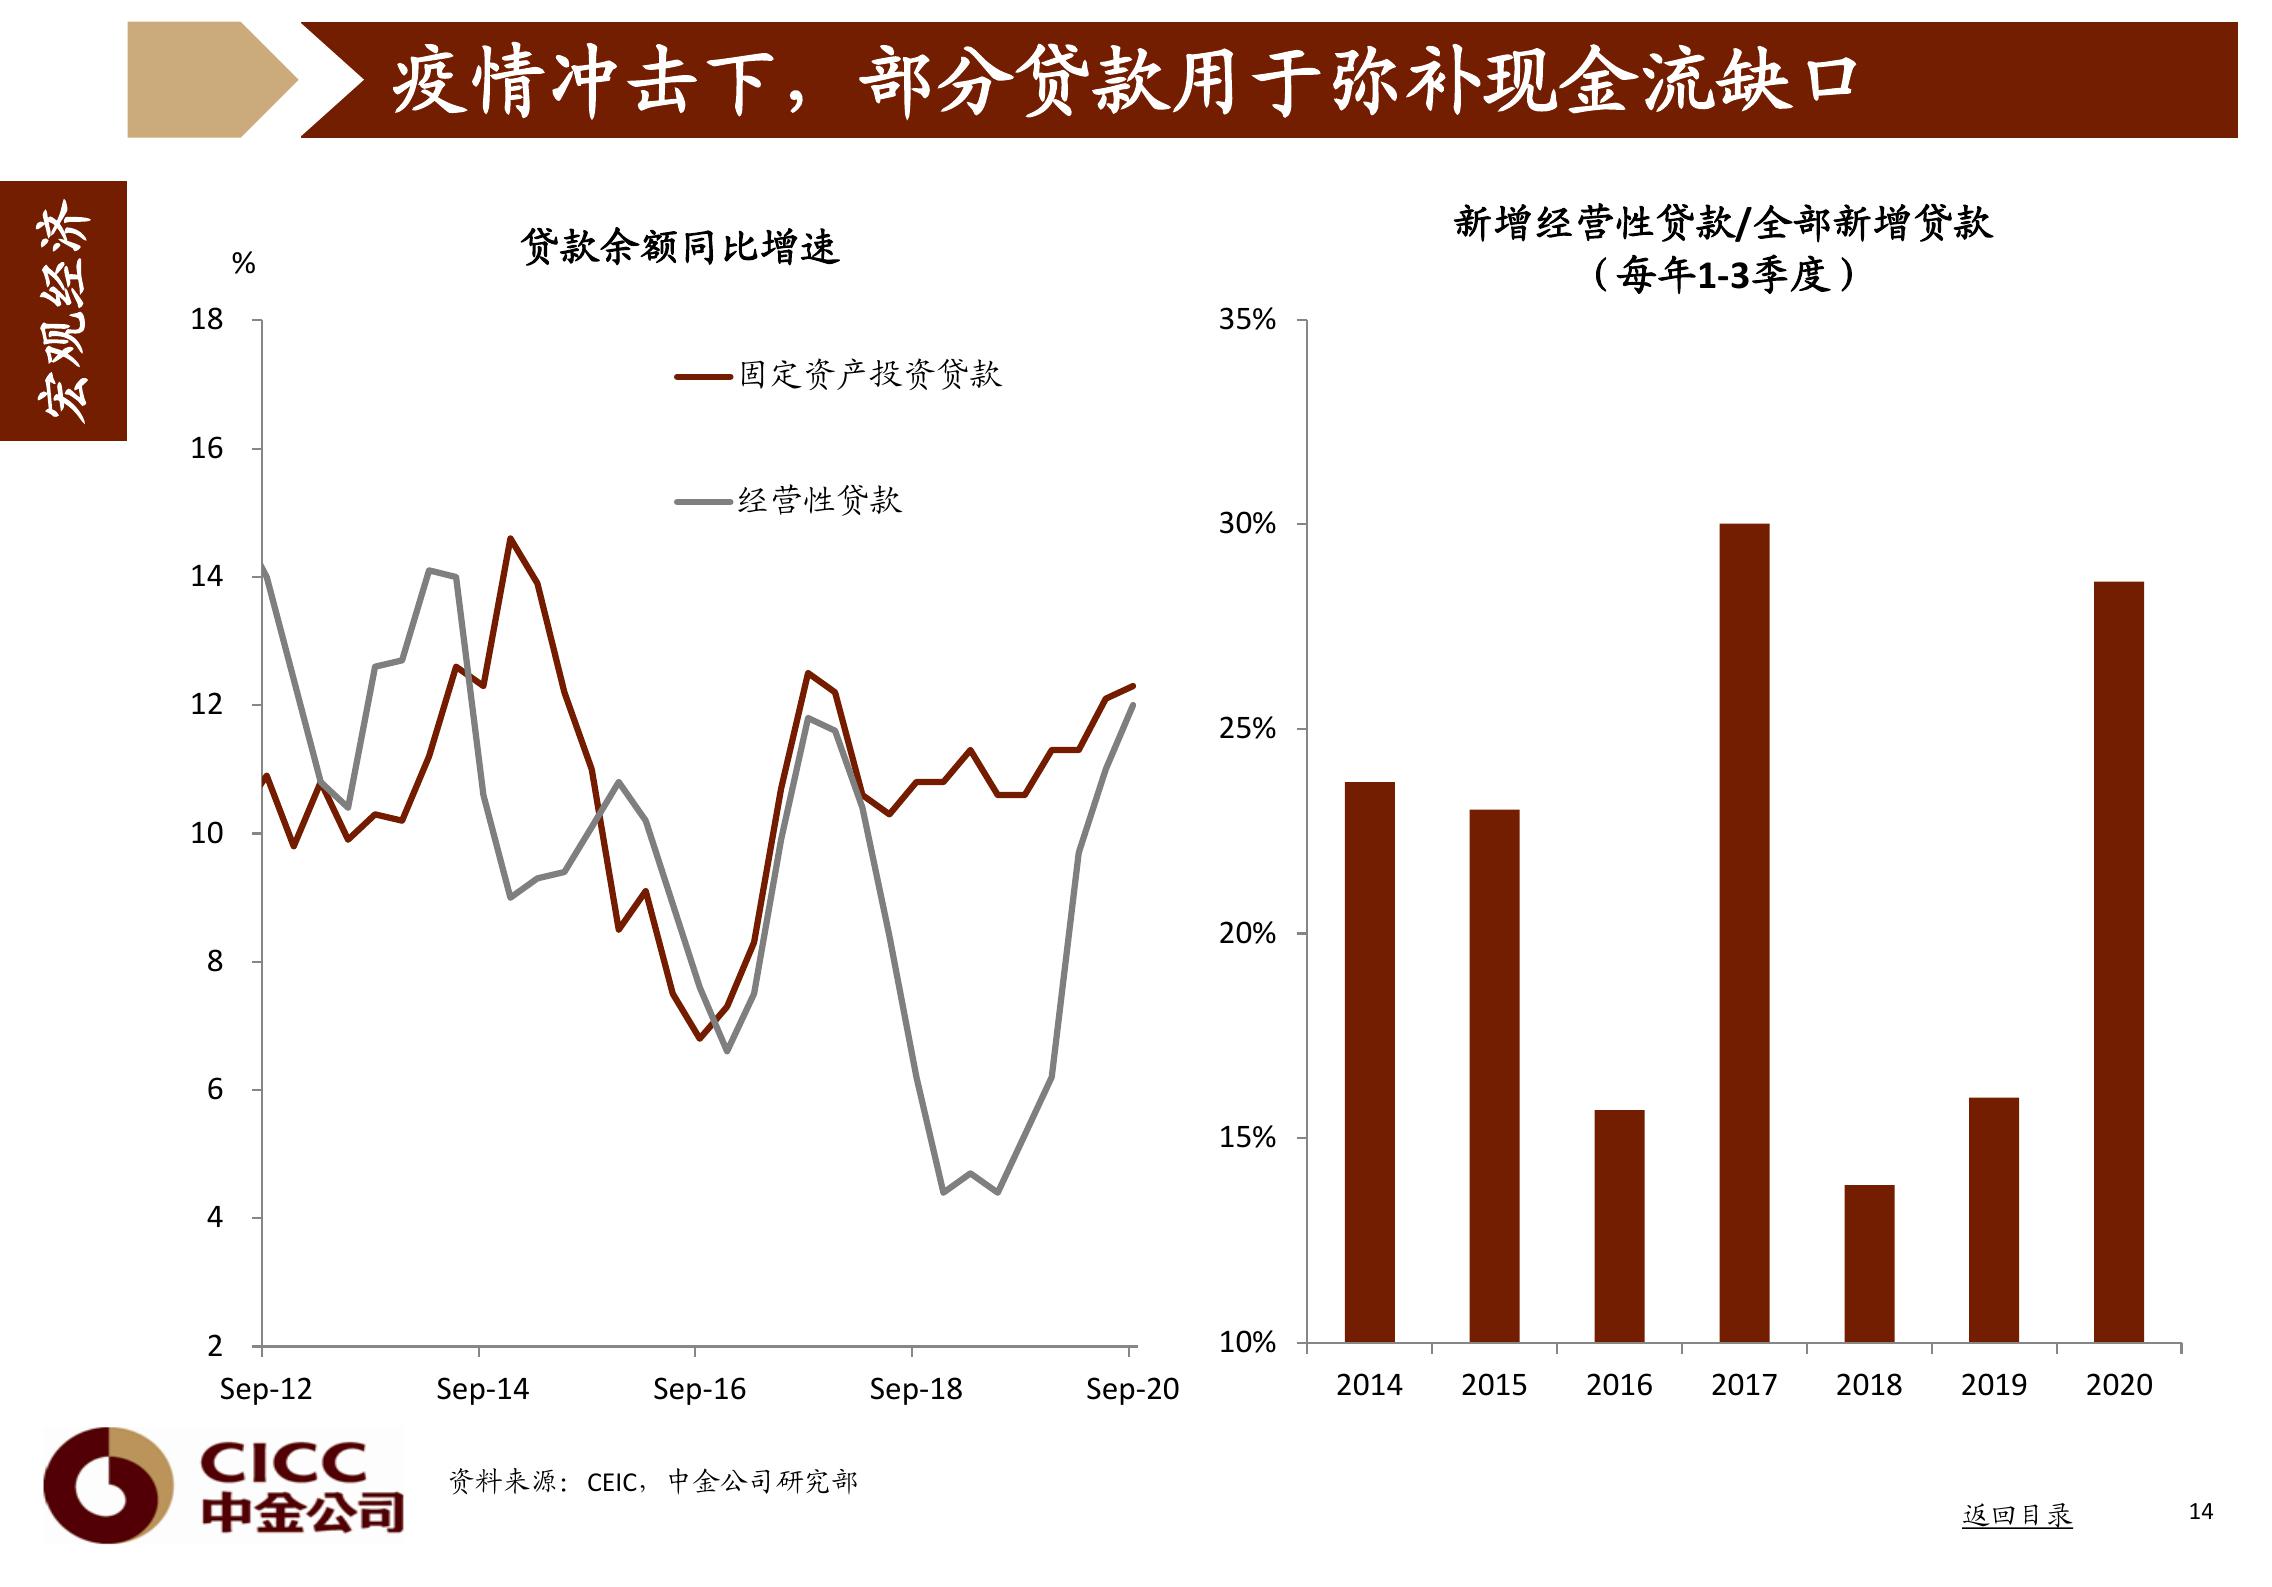 疫情冲击下，部分贷款用于弥补现金流缺口
宏观经济
贷款余额同比增速
%
18
16
14
12
10
8
6
4
2
固定资产投资贷款
经营性贷款
Sep-12 Sep-14 Sep-16 Sep-18 Sep-20
新增经营性贷款/全部新增贷款
（每年1-3季度）
35%
30%
25%
20%
15%
10%
2014 2015 2016 2017 2018 2019 2020
CICC
中金公司
资料来源：CEIC，中金公司研究部
返回目录
14